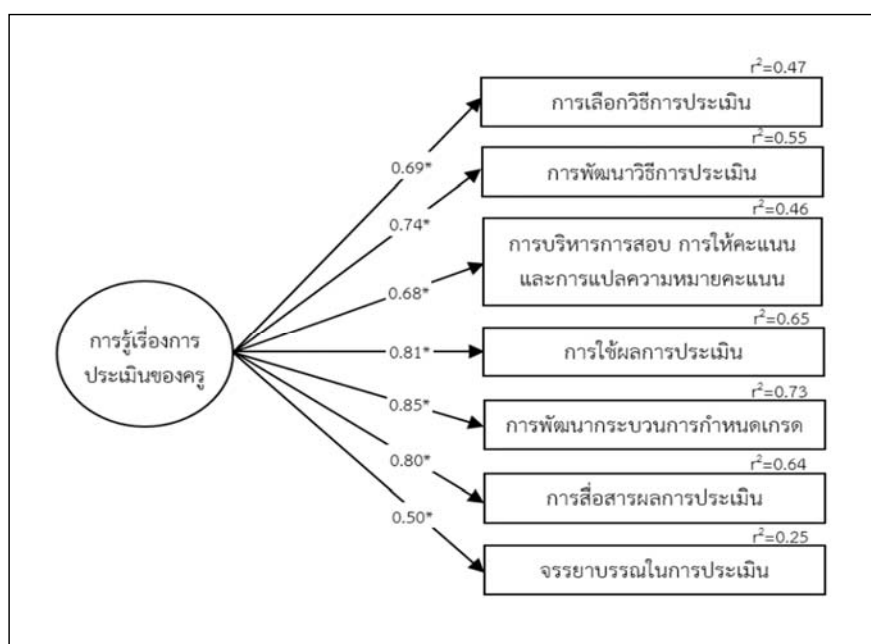 r²=0.47
การเลือกวิธีการประเมิน
0.69*
r²=0.55
การพัฒนาวิธีการประเมิน
0.74*
r²=0.46
การบริหารการสอบ การให้คะแนน
และการแปลความหมายคะแนน
0.68*
การรู้เรื่องการ
ประเมินของครู
r²=0.65
การใช้ผลการประเมิน
0.81*
r²=0.73
การพัฒนากระบวนการกำหนดเกรด
0.85*
r²=0.64
การสื่อสารผลการประเมิน
0.80*
r²=0.25
จรรยาบรรณในการประเมิน
0.50*